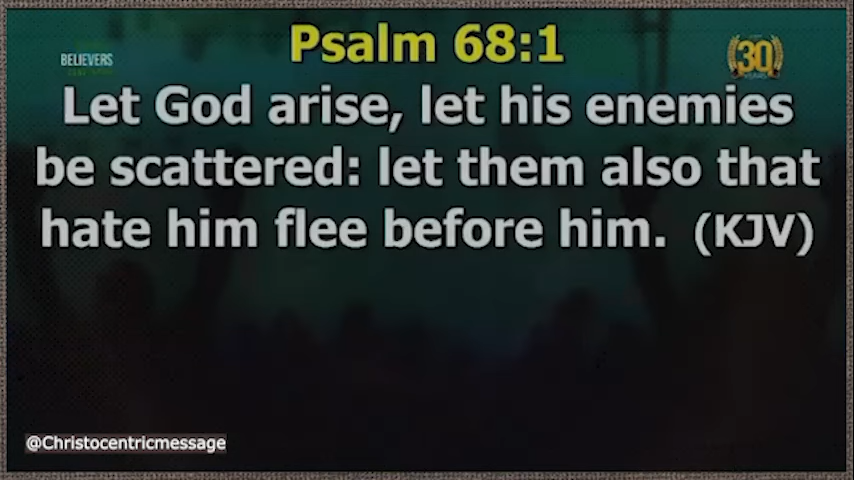 Psalm 68:1
BELIEVERS
30
YEARS
Let God arise, let his enemies
be scattered: let them also that
hate him flee before him. (KJV)
@Christocentricmessage